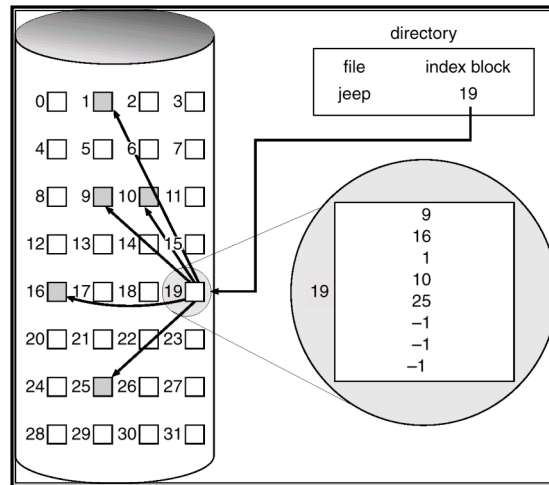 directory
file index block
jeep 19
0 1 2 3
4 5 6 7
8 9 10 11
12 13 14 15
16 17 18 19
20 21 22 23
24 25 26 27
28 29 30 31
19
9
16
1
10
25
–1
–1
–1